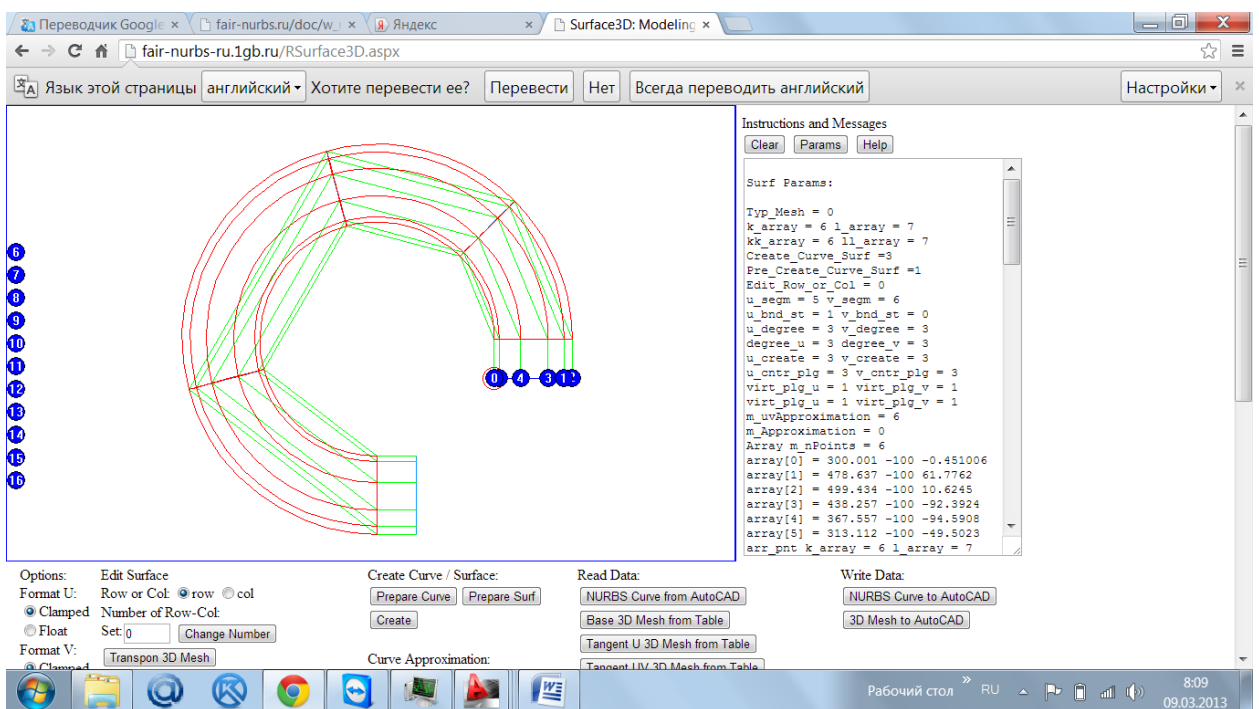 Переводчик Google
fair-nurbs.ru/doc/w_
Яндекс
Surface3D: Modeling
fair-nurbs-ru.1gb.ru/RSurface3D.aspx
Язык этой страницы английский Хотите перевести ее? Перевести Нет Всегда переводить английский Настройки
6
7
8
9
10
11
12
13
14
15
16
0 4 3 1
Instructions and Messages
Clear Params Help
Surf Params:
Typ_Mesh = 0
k_array = 6 l_array = 7
kk_array = 6 ll_array = 7
Create_Curve_Surf =3
Pre_Create_Curve_Surf =1
Edit_Row_or_Col = 0
u_segm = 5 v_segm = 6
u_bnd_st = 1 v_bnd_st = 0
u_degree = 3 v_degree = 3
degree_u = 3 degree_v = 3
u_create = 3 v_create = 3
u_cntr_plg = 3 v_cntr_plg = 3
virt_plg_u = 1 virt_plg_v = 1
virt_plg_u = 1 virt_plg_v = 1
m_uvApproximation = 6
m_Approximation = 0
Array m_nPoints = 6
array[0] = 300.001 -100 -0.451006
array[1] = 478.637 -100 61.7762
array[2] = 499.434 -100 10.6245
array[3] = 438.257 -100 -92.3924
array[4] = 367.557 -100 -94.5908
array[5] = 313.112 -100 -49.5023
arr_pnt k_array = 6 l_array = 7
Options:
Format U:
Clamped
Float
Format V:
Clamped
Edit Surface
Row or Col: row col
Number of Row-Col:
Set: 0 Change Number
Transpon 3D Mesh
Create Curve / Surface:
Prepare Curve Prepare Surf
Create
Curve Approximation:
Read Data:
NURBS Curve from AutoCAD
Base 3D Mesh from Table
Tangent U 3D Mesh from Table
Tangent UV 3D Mesh from Table
Write Data:
NURBS Curve to AutoCAD
3D Mesh to AutoCAD
Рабочий стол » RU
8:09
09.03.2013